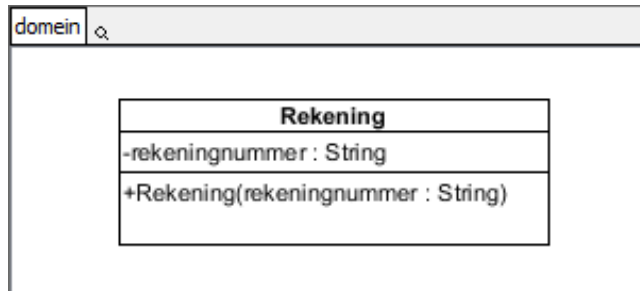 domein
Rekening
-rekeningnummer : String
+Rekening(rekeningnummer : String)